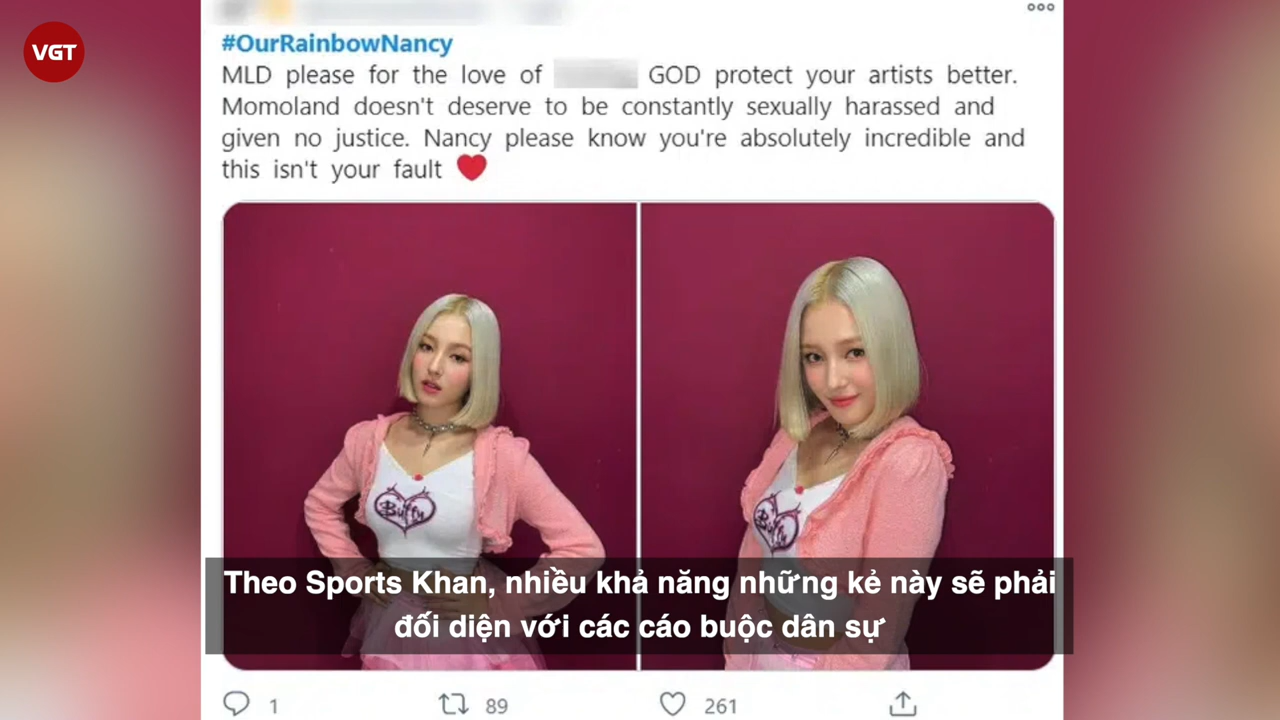 VGT
#OurRainbowNancy
MLD please for the love of GOD protect your artists better.
Momoland doesn't deserve to be constantly sexually harassed and
given no justice. Nancy please know you're absolutely incredible and
this isn't your fault ❤
Buffy
Buffy
Theo Sports Khan, nhiều khả năng những kẻ này sẽ phải
đối diện với các cáo buộc dân sự
1 89 261